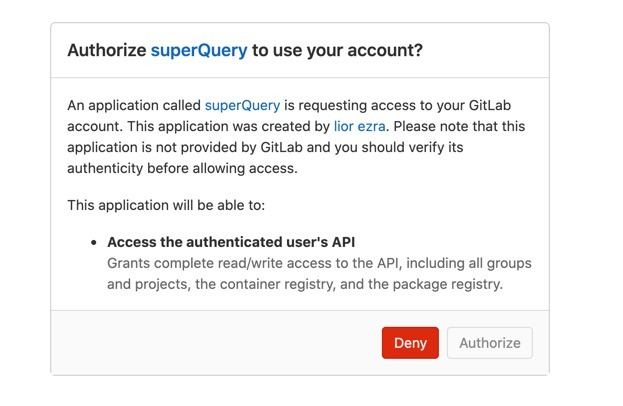 Authorize superQuery to use your account?
An application called superQuery is requesting access to your GitLab
account. This application was created by lior ezra. Please note that this
application is not provided by GitLab and you should verify its
authenticity before allowing access.
This application will be able to:
• Access the authenticated user's API
Grants complete read/write access to the API, including all groups
and projects, the container registry, and the package registry.
Deny Authorize